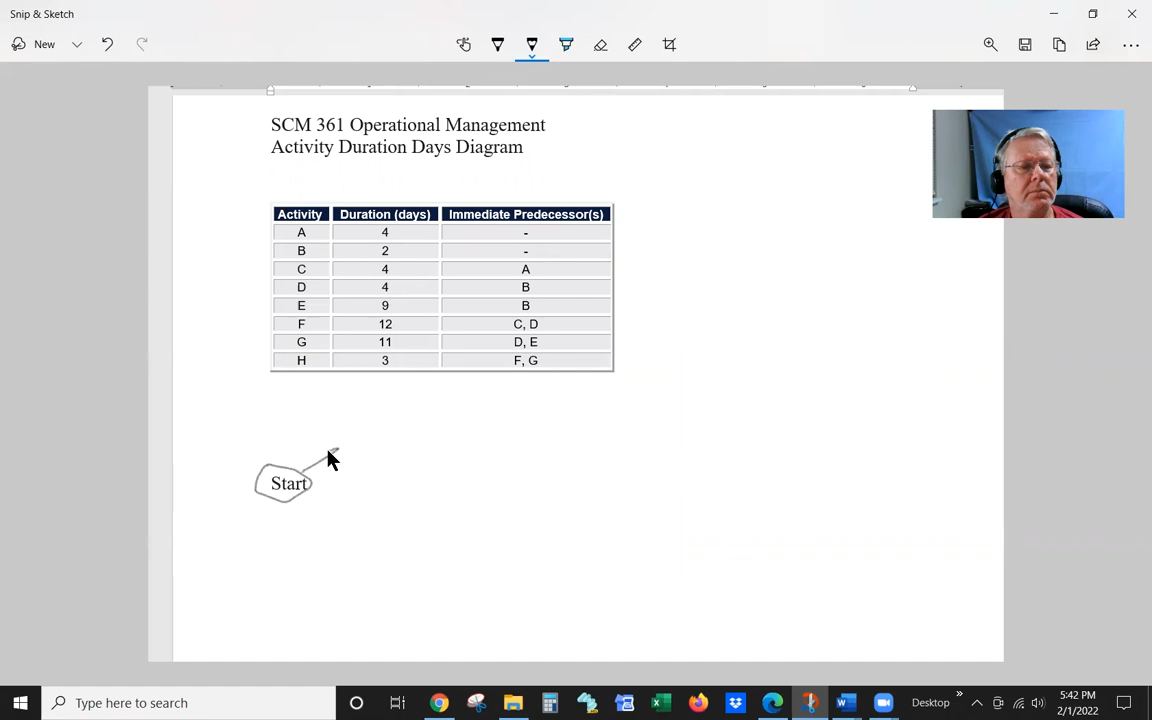 Snip & Sketch
New
SCM 361 Operational Management
Activity Duration Days Diagram
Activity Duration (days) Immediate Predecessor(s)
A 4 -
B 2 -
C 4 A
D 4 B
E 9 B
F 12 C, D
G 11 D, E
H 3 F, G
Start
Type here to search
Desktop
5:42 PM
2/1/2022